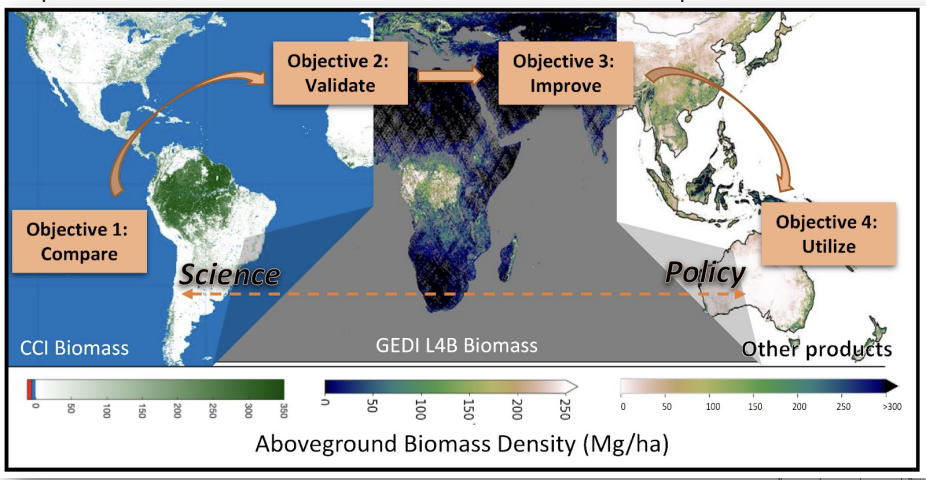 Objective 1:
Compare
Objective 2:
Validate
Objective 3:
Improve
Objective 4:
Utilize
Science
Policy
CCI Biomass
GEDI L4B Biomass
Other products
0 50 100 150 200 250 300 350
0 50 100 150 200 250
0 50 100 150 200 250 >300
Aboveground Biomass Density (Mg/ha)